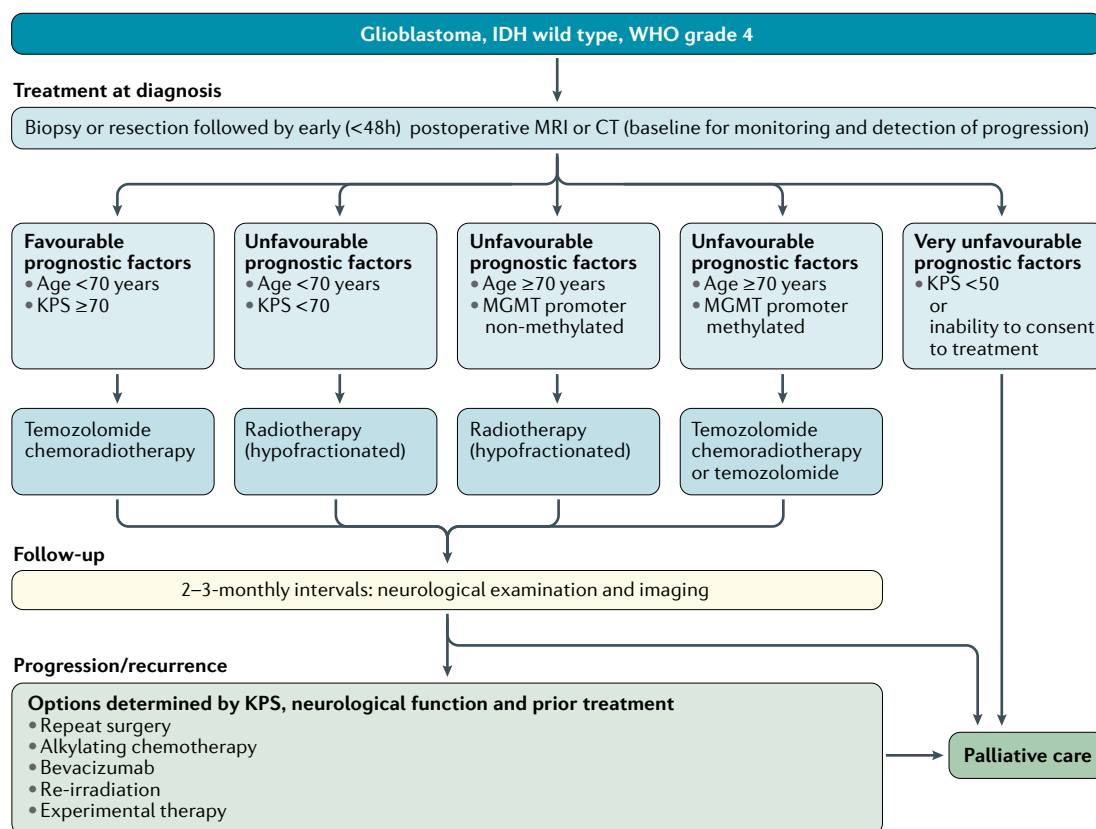 Glioblastoma, IDH wild type, WHO grade 4
Treatment at diagnosis
Biopsy or resection followed by early (<48h) postoperative MRI or CT (baseline for monitoring and detection of progression)
Favourable
prognostic factors
• Age <70 years
• KPS ≥70
Unfavourable
prognostic factors
• Age <70 years
• KPS <70
Unfavourable
prognostic factors
• Age ≥70 years
• MGMT promoter
non-methylated
Unfavourable
prognostic factors
• Age ≥70 years
• MGMT promoter
methylated
Very unfavourable
prognostic factors
• KPS <50
or
inability to consent
to treatment
Temozolomide
chemoradiotherapy
Radiotherapy
(hypofractionated)
Radiotherapy
(hypofractionated)
Temozolomide
chemoradiotherapy
or temozolomide
Follow-up
2–3-monthly intervals: neurological examination and imaging
Progression/recurrence
Options determined by KPS, neurological function and prior treatment
• Repeat surgery
• Alkylating chemotherapy
• Bevacizumab
• Re-irradiation
• Experimental therapy
Palliative care